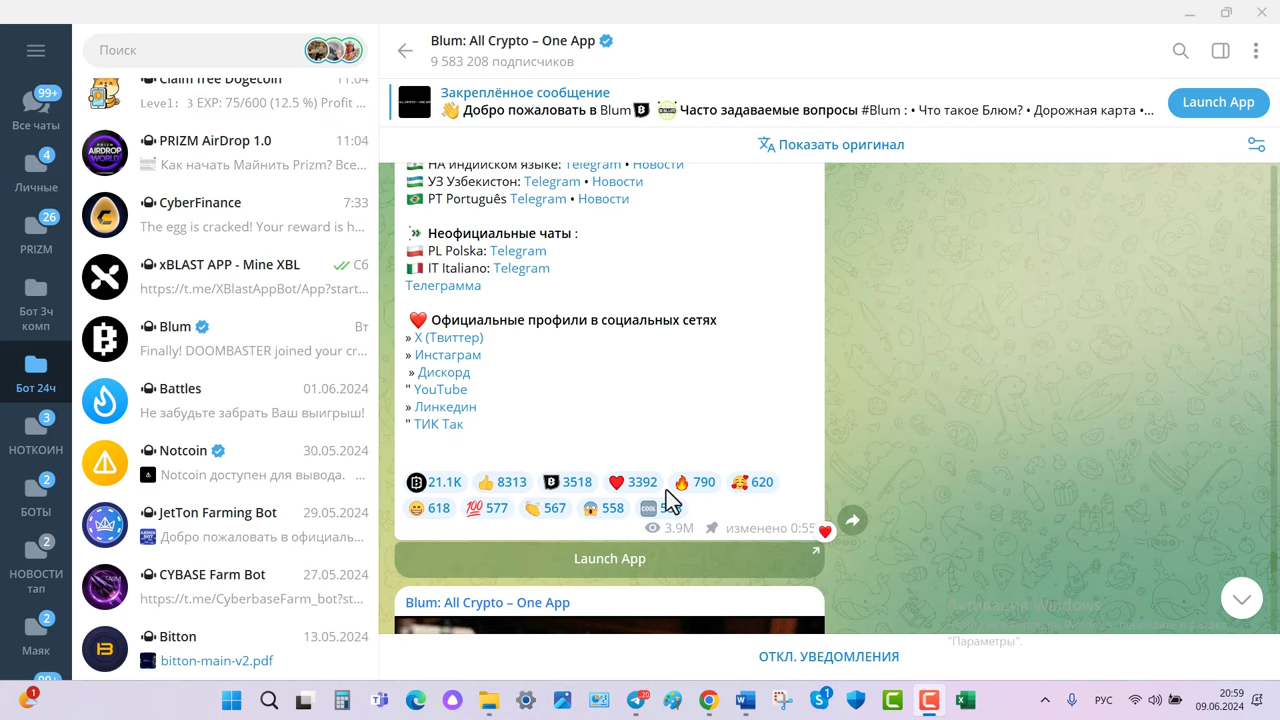 Поиск
99+
Все чаты
4
Личные
26
PRIZM
Бот 3ч
комп
Бот 24ч
3
НОТКОИН
2
БОТЫ
2
НОВОСТИ
тап
2
Маяк
99+
Claim free Dogecoin 11:04
Level: 3 EXP: 75/600 (12.5 %) Profit ...
PRIZM AirDrop 1.0 11:04
Как начать Майнить Prizm? Все...
CyberFinance 7:33
The egg is cracked! Your reward is h...
xBLAST APP - Mine XBL Сб
https://t.me/XBlastAppBot/App?start...
Blum Вт
Finally! DOOMBASTER joined your cr...
Battles 01.06.2024
Не забудьте забрать Ваш выигрыш!
Notcoin 30.05.2024
Notcoin доступен для вывода. ...
JetTon Farming Bot 29.05.2024
Добро пожаловать в официаль...
CYBASE Farm Bot 27.05.2024
https://t.me/CyberbaseFarm_bot?st...
Bitton 13.05.2024
bitton-main-v2.pdf
Blum: All Crypto – One App
9 583 208 подписчиков
Закреплённое сообщение
Добро пожаловать в Blum Часто задаваемые вопросы #Blum : • Что такое Блюм? • Дорожная карта •...
Launch App
Показать оригинал
НА индийском языке: Telegram • Новости
УЗ Узбекистон: Telegram • Новости
PT Português Telegram • Новости
Неофициальные чаты :
PL Polska: Telegram
IT Italiano: Telegram
Телеграмма
Официальные профили в социальных сетях
» X (Твиттер)
» Инстаграм
» Дискорд
" YouTube
» Линкедин
" ТИК Так
21.1K 8313 3518 3392 790 620
618 577 567 558 COOL
3.9M изменено 0:55
Launch App
Blum: All Crypto – One App
Активация Windows
"Параметры".
ОТКЛ. УВЕДОМЛЕНИЯ
1
20
1
РУС
20:59
09.06.2024